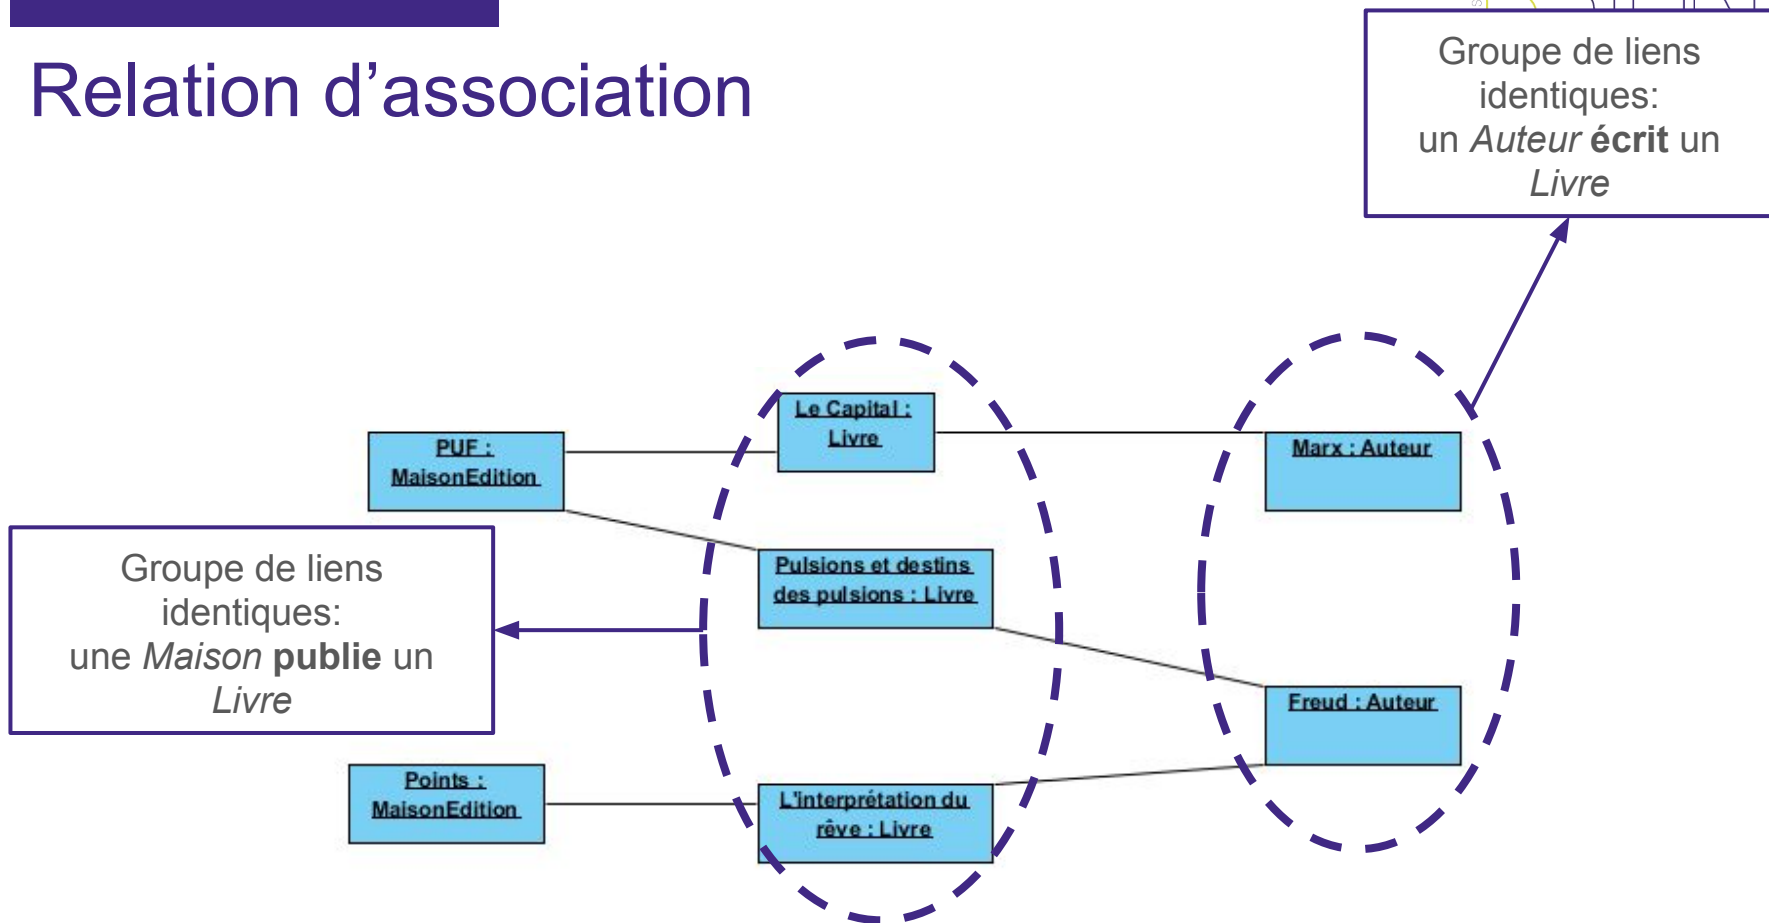 Relation d’association
Groupe de liens
identiques:
un Auteur écrit un
Livre
Le Capital :
Livre
PUF :
MaisonEdition
Marx : Auteur
Groupe de liens
identiques:
une Maison publie un
Livre
Pulsions et destins
des pulsions : Livre
Freud : Auteur
Points :
MaisonEdition
L'interprétation du
rêve : Livre